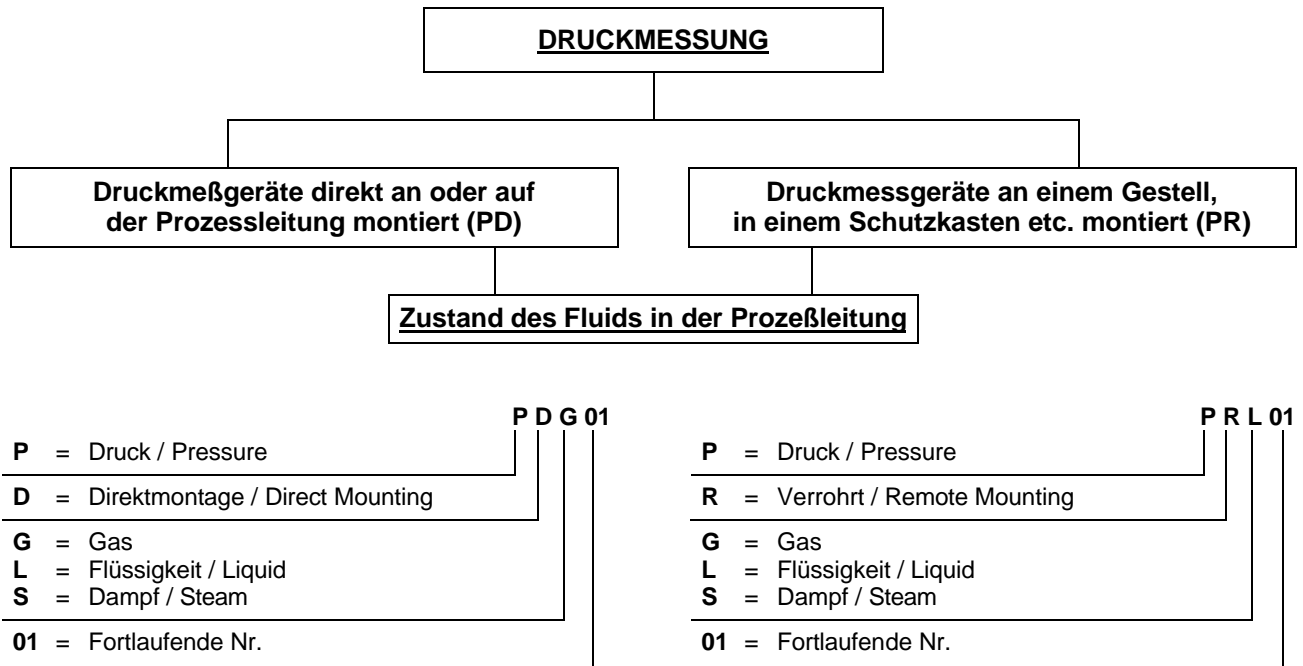 DRUCKMESSUNG
Druckmeßgeräte direkt an oder auf
der Prozessleitung montiert (PD)
Druckmessgeräte an einem Gestell,
in einem Schutzkasten etc. montiert (PR)
Zustand des Fluids in der Prozeßleitung
P D G 01
P = Druck / Pressure
D = Direktmontage / Direct Mounting
G = Gas
L = Flüssigkeit / Liquid
S = Dampf / Steam
01 = Fortlaufende Nr.
P R L 01
P = Druck / Pressure
R = Verrohrt / Remote Mounting
G = Gas
L = Flüssigkeit / Liquid
S = Dampf / Steam
01 = Fortlaufende Nr.